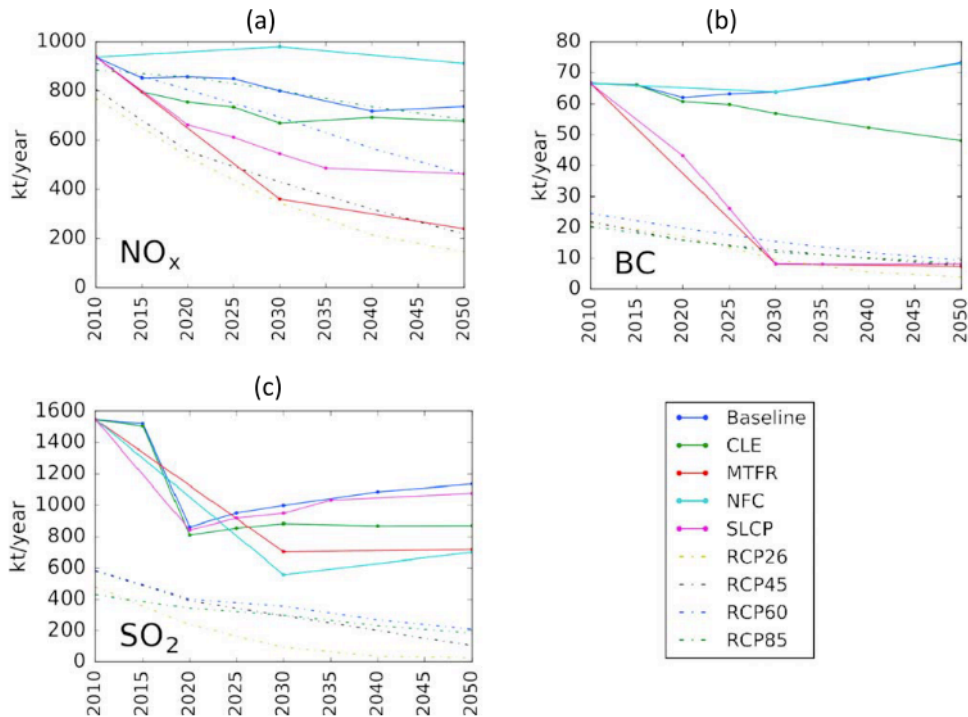 (a)
(b)
1000
800
600
400
200
0
kt/year
NOx
2010
2015
2020
2025
2030
2035
2040
2045
2050
80
70
60
50
40
30
20
10
0
kt/year
BC
2010
2015
2020
2025
2030
2035
2040
2045
2050
(c)
1600
1400
1200
1000
800
600
400
200
0
kt/year
SO2
2010
2015
2020
2025
2030
2035
2040
2045
2050
Baseline
CLE
MTFR
NFC
SLCP
RCP26
RCP45
RCP60
RCP85